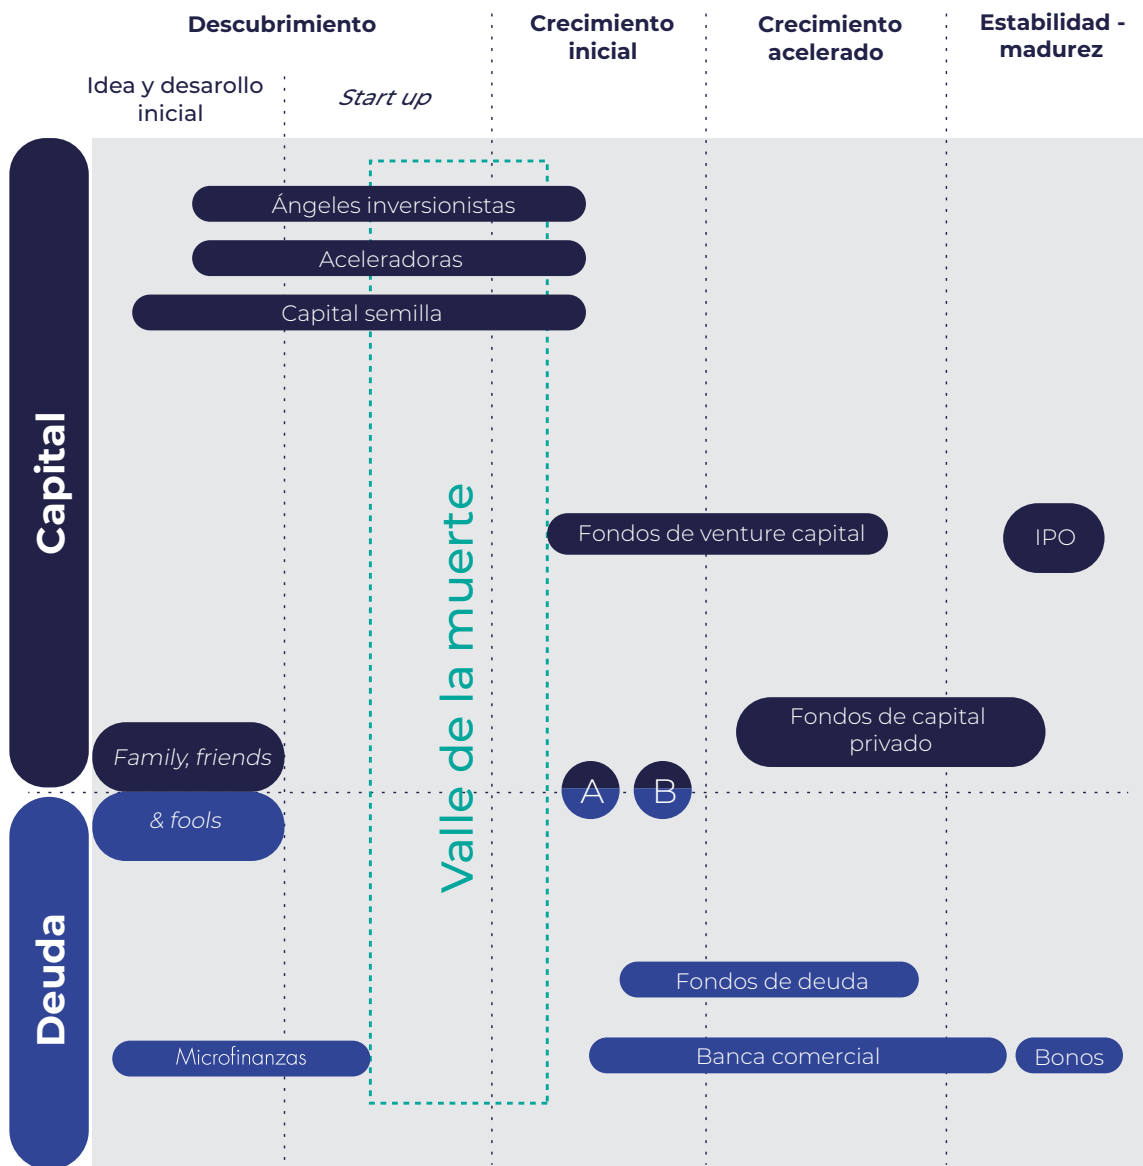 Descubrimiento
Crecimiento
inicial
Crecimiento
acelerado
Estabilidad -
madurez
Idea y desarollo
inicial
Start up
Capital
Ángeles inversionistas
Aceleradoras
Capital semilla
Valle de la muerte
Fondos de venture capital
IPO
Fondos de capital
privado
Family, friends
& fools
A
B
Deuda
Fondos de deuda
Microfinanzas
Banca comercial
Bonos